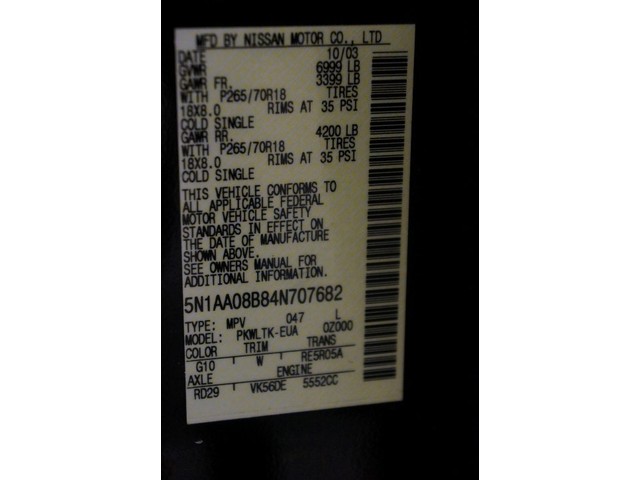 MFD BY NISSAN MOTOR CO., LTD
DATE 10/03
GVWR 6999 LB
GAWR FR. 3399 LB
WITH P265/70R18 TIRES
18X8.0 RIMS AT 35 PSI
COLD SINGLE
GAWR RR. 4200 LB
WITH P265/70R18 TIRES
18X8.0 RIMS AT 35 PSI
COLD SINGLE
THIS VEHICLE CONFORMS TO
ALL APPLICABLE FEDERAL
MOTOR VEHICLE SAFETY
STANDARDS IN EFFECT ON
THE DATE OF MANUFACTURE
SHOWN ABOVE.
SEE OWNERS MANUAL FOR
ADDITIONAL INFORMATION.
5N1AA08B84N707682
TYPE: MPV 047 L
MODEL: PKWLTK-EUA 0Z000
COLOR TRIM TRANS
G10 W RE5R05A
AXLE ENGINE
RD29 VK56DE 5552CC